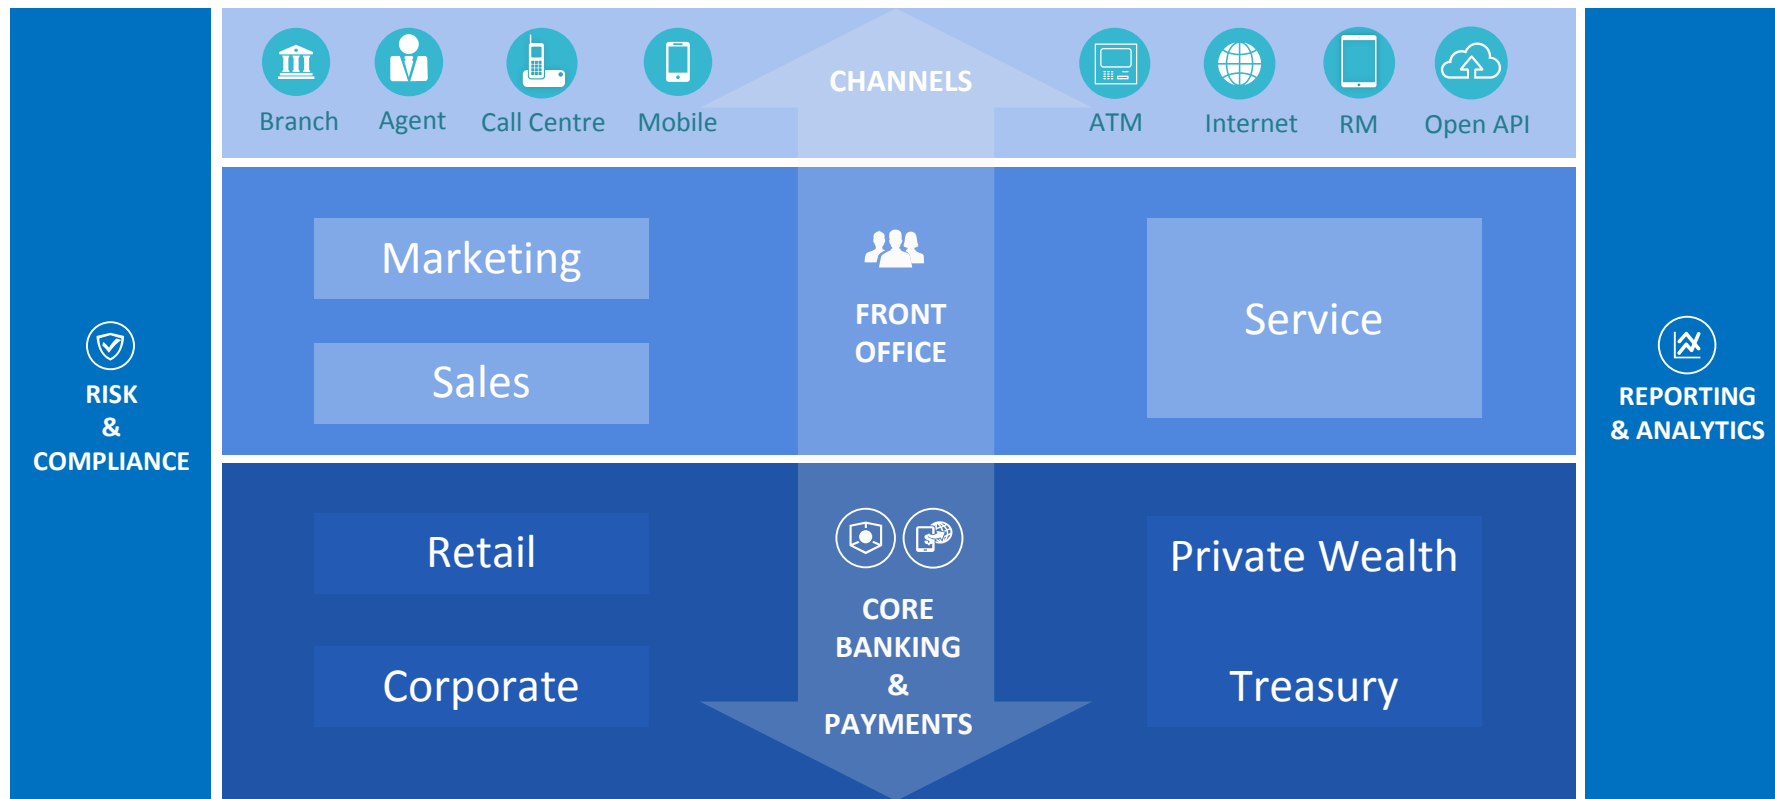 CHANNELS
Branch
Agent
Call Centre
Mobile
ATM
Internet
RM
Open API
RISK
&
COMPLIANCE
Marketing
Sales
FRONT
OFFICE
Service
REPORTING
& ANALYTICS
Retail
Corporate
CORE
BANKING
&
PAYMENTS
Private Wealth
Treasury